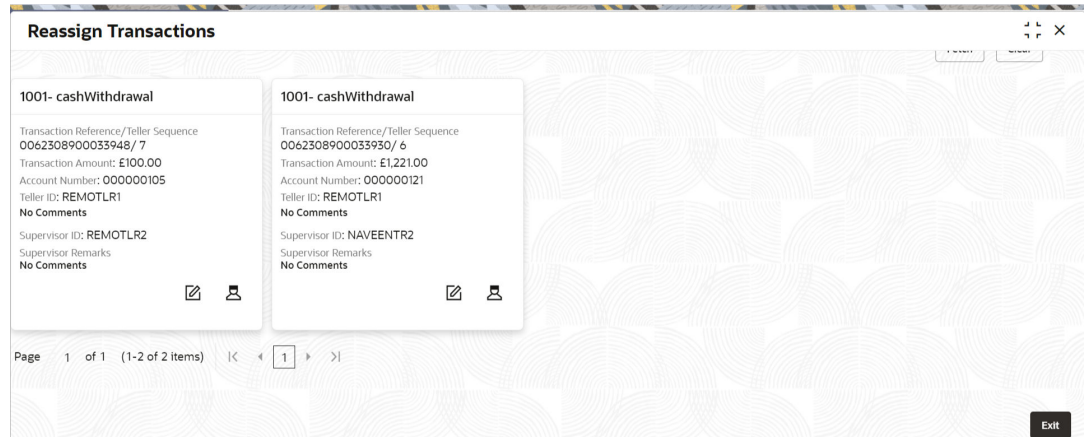 Reassign Transactions
Fetch Clear
1001- cashWithdrawal
Transaction Reference/Teller Sequence
0062308900033948/ 7
Transaction Amount: £100.00
Account Number: 000000105
Teller ID: REMOTLR1
No Comments
Supervisor ID: REMOTLR2
Supervisor Remarks
No Comments
1001- cashWithdrawal
Transaction Reference/Teller Sequence
0062308900033930/ 6
Transaction Amount: £1,221.00
Account Number: 000000121
Teller ID: REMOTLR1
No Comments
Supervisor ID: NAVEENTR2
Supervisor Remarks
No Comments
Page 1 of 1 (1-2 of 2 items) 1
Exit